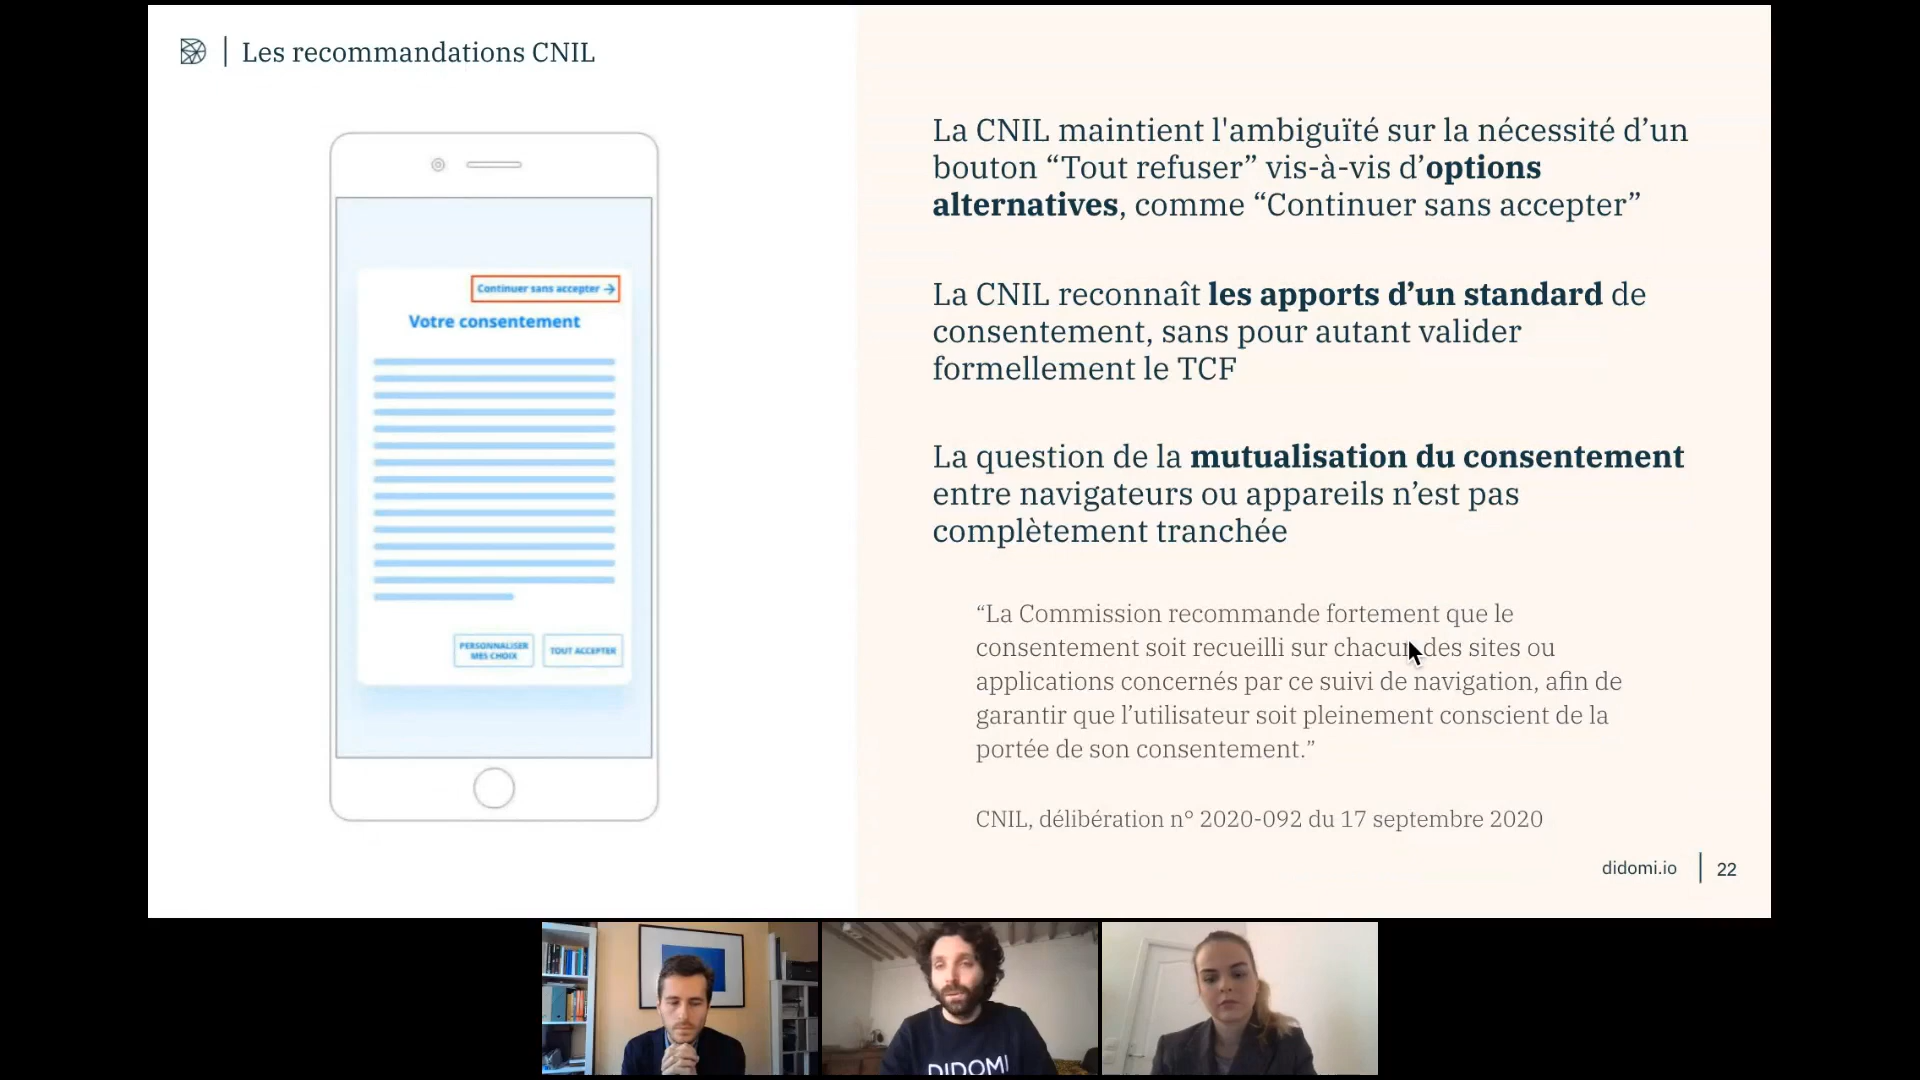 Les recommandations CNIL
Continuer sans accepter →
Votre consentement
PERSONNALISER
MES CHOIX
TOUT ACCEPTER
La CNIL maintient l'ambiguïté sur la nécessité d’un
bouton “Tout refuser” vis-à-vis d’options
alternatives, comme “Continuer sans accepter”
La CNIL reconnaît les apports d’un standard de
consentement, sans pour autant valider
formellement le TCF
La question de la mutualisation du consentement
entre navigateurs ou appareils n’est pas
complètement tranchée
“La Commission recommande fortement que le
consentement soit recueilli sur chacun des sites ou
applications concernés par ce suivi de navigation, afin de
garantir que l’utilisateur soit pleinement conscient de la
portée de son consentement.”
CNIL, délibération n° 2020-092 du 17 septembre 2020
didomi.io
22
DIDOMI